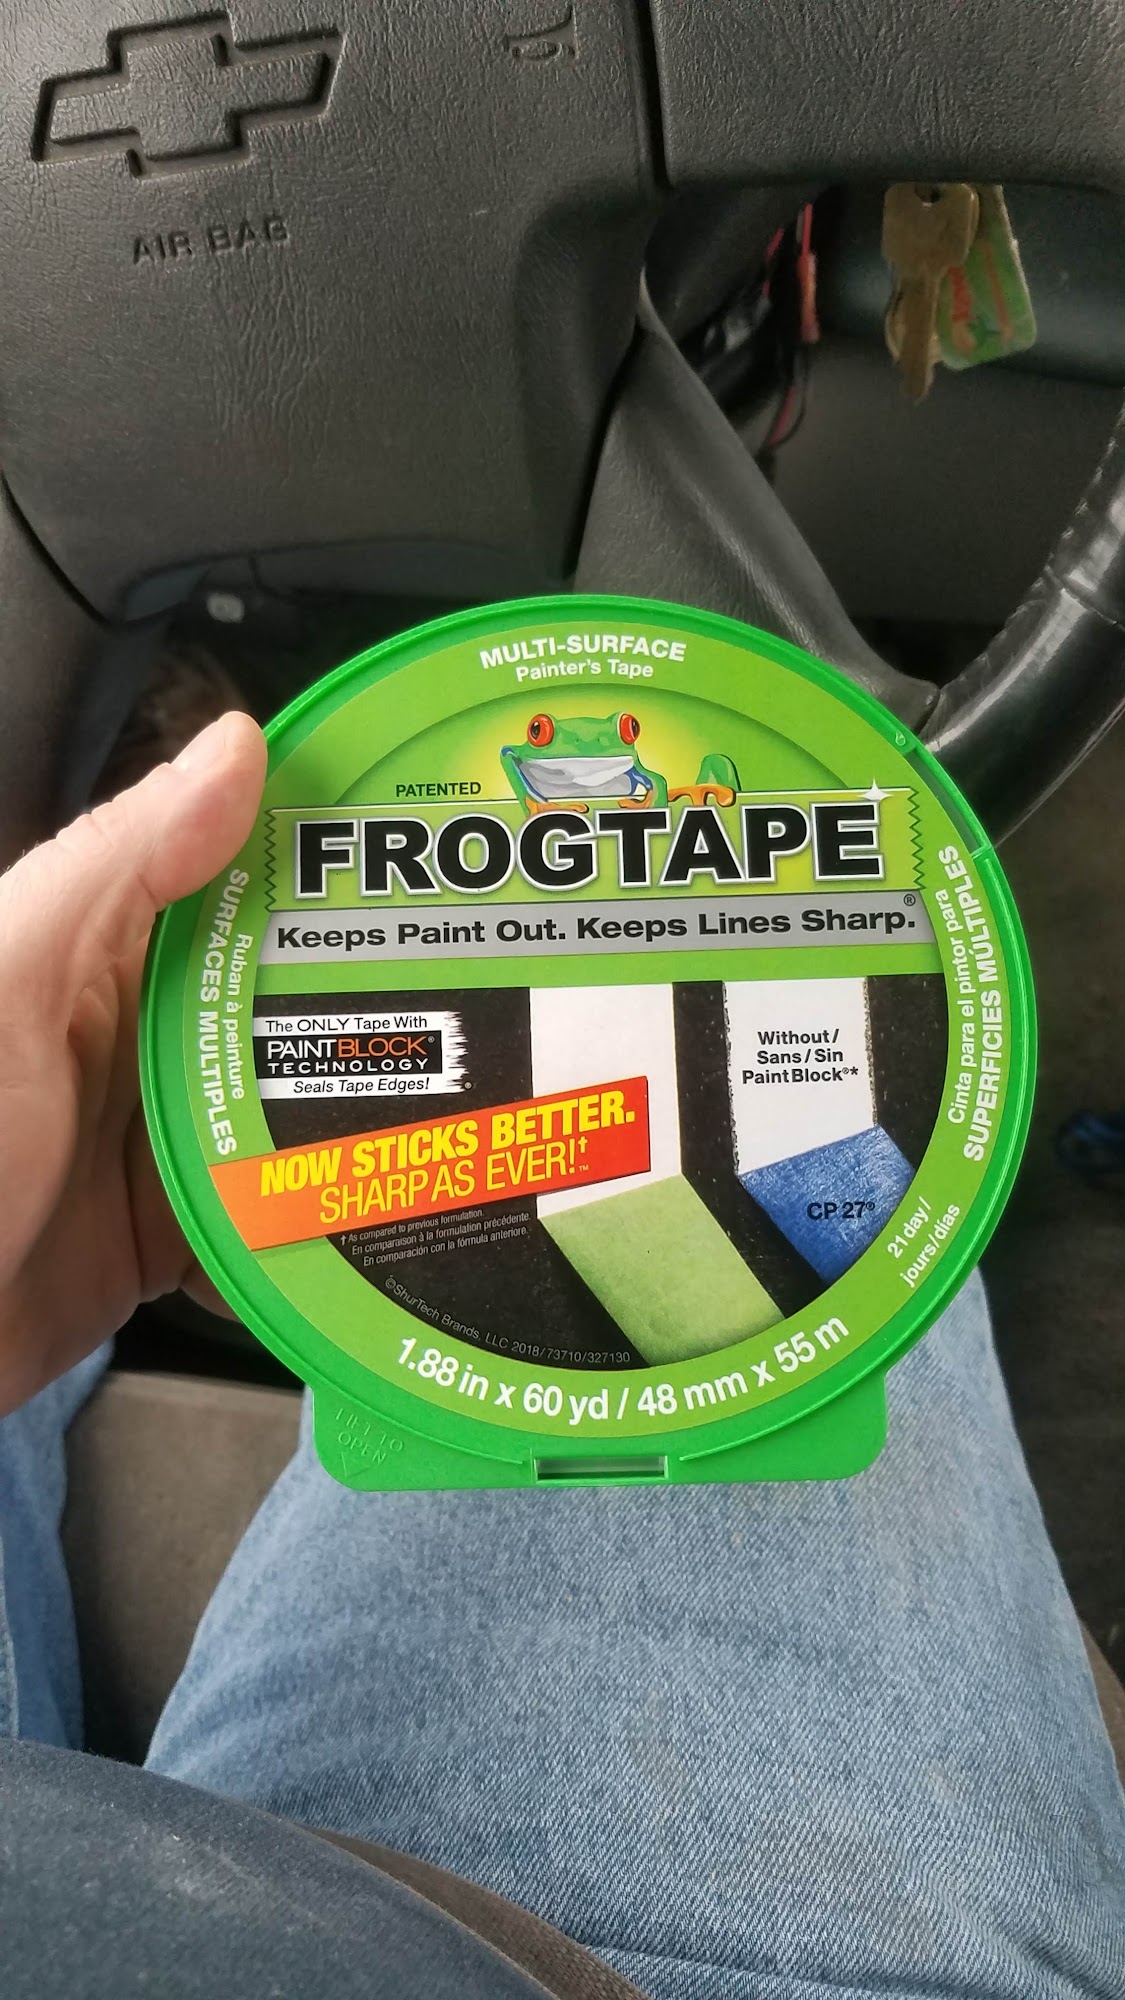 AIR BAG
MULTI-SURFACE
Painter's Tape
PATENTED
FROGTAPE
Keeps Paint Out. Keeps Lines Sharp.®
Ruban à peinture
SURFACES MULTIPLES
Cinta para el pintor para
SUPERFICIES MÚLTIPLES
The ONLY Tape With
PAINTBLOCK®
TECHNOLOGY
Seals Tape Edges!®
Without /
Sans / Sin
PaintBlock®*
NOW STICKS BETTER.
SHARP AS EVER!†™
† As compared to previous formulation.
En comparaison à la formulation précédente.
En comparación con la fórmula anteriore.
CP 27®
21 day /
jours/días
©ShurTech Brands, LLC 2018/73710/327130
1.88 in x 60 yd / 48 mm x 55 m
LIFT TO
OPEN